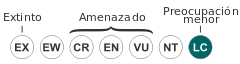 Extinto Amenazado Preocupación
menor
EX EW CR EN VU NT LC